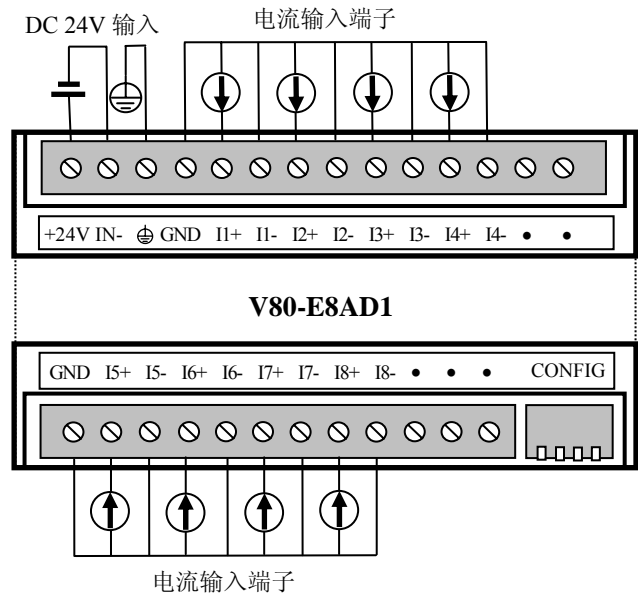 DC 24V 输入
电流输入端子
+24V IN- ⏚ GND I1+ I1- I2+ I2- I3+ I3- I4+ I4- • •
V80-E8AD1
GND I5+ I5- I6+ I6- I7+ I7- I8+ I8- • • • CONFIG
电流输入端子